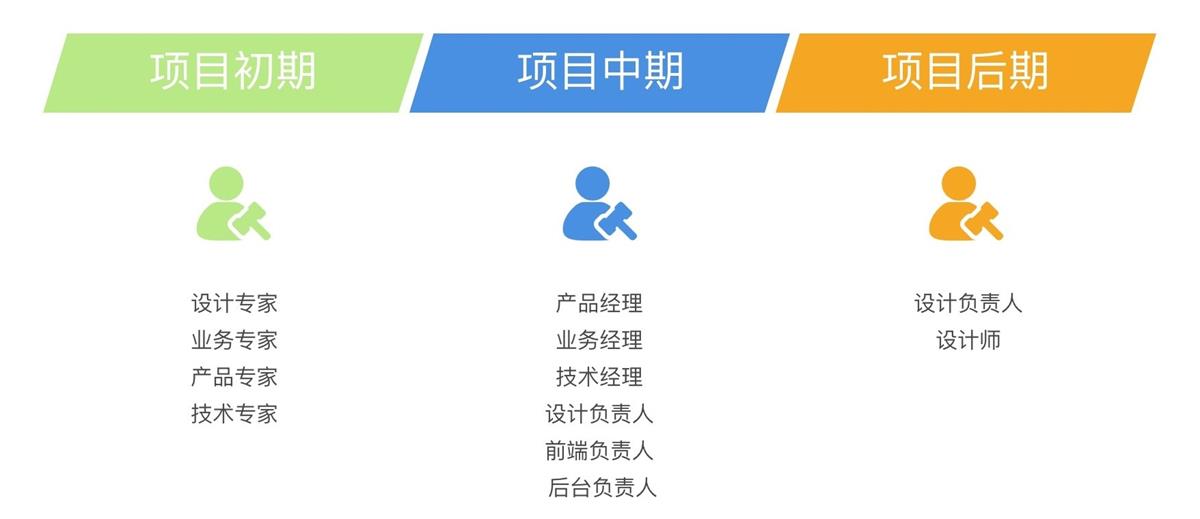 项目初期
项目中期
项目后期
设计专家
业务专家
产品专家
技术专家
产品经理
业务经理
技术经理
设计负责人
前端负责人
后台负责人
设计负责人
设计师